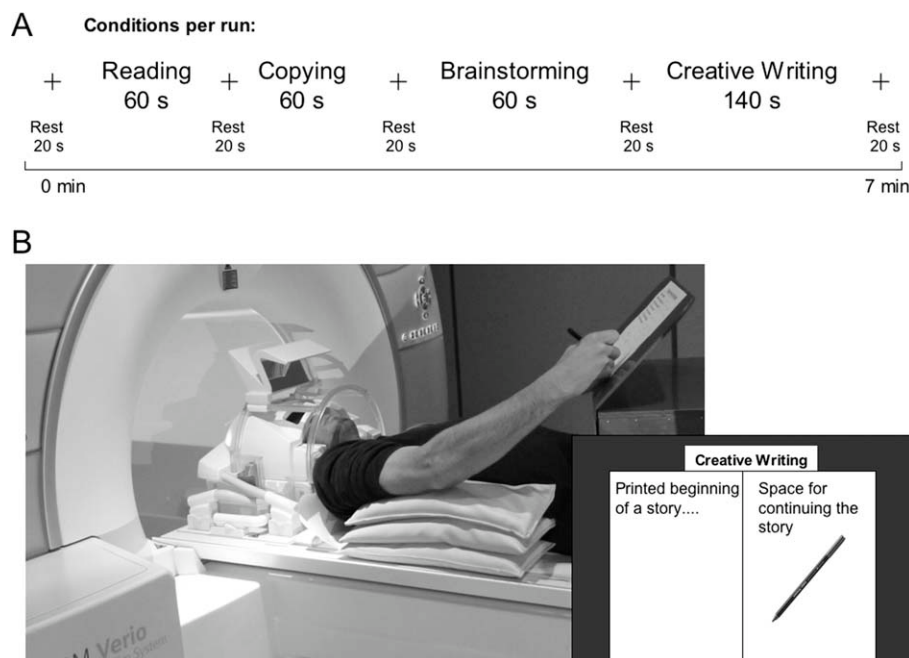 A
Conditions per run:
+ Reading + Copying + Brainstorming + Creative Writing +
60 s 60 s 60 s 140 s
Rest Rest Rest Rest Rest
20 s 20 s 20 s 20 s 20 s
0 min 7 min
B
Creative Writing
Printed beginning
of a story....
Space for
continuing the
story
M Verio
System